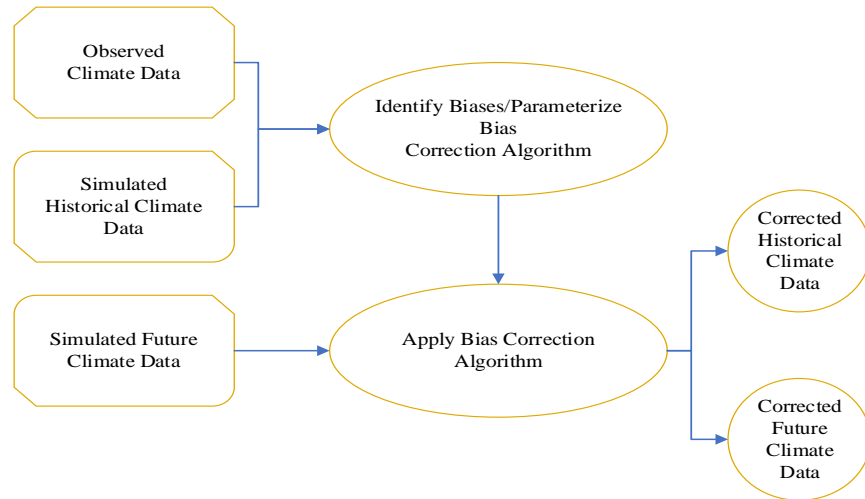 Observed
Climate Data
Identify Biases/Parameterize
Bias
Correction Algorithm
Simulated
Historical Climate
Data
Corrected
Historical
Climate
Data
Simulated Future
Climate Data
Apply Bias Correction
Algorithm
Corrected
Future
Climate
Data